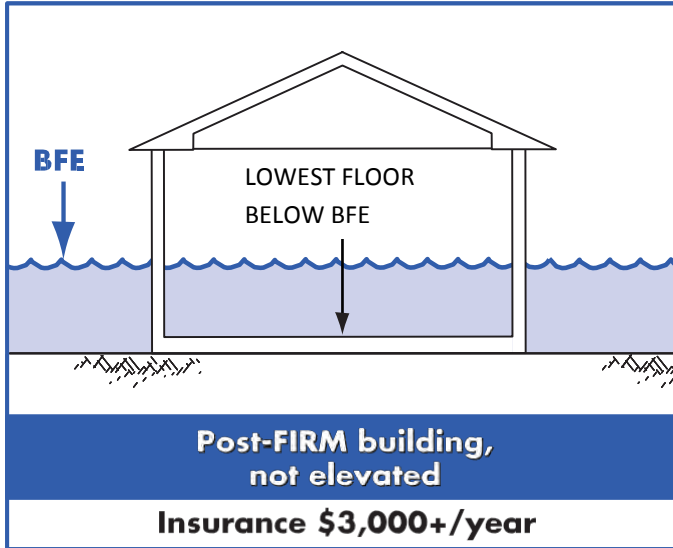 BFE
LOWEST FLOOR
BELOW BFE
Post-FIRM building,
not elevated
Insurance $3,000+/year